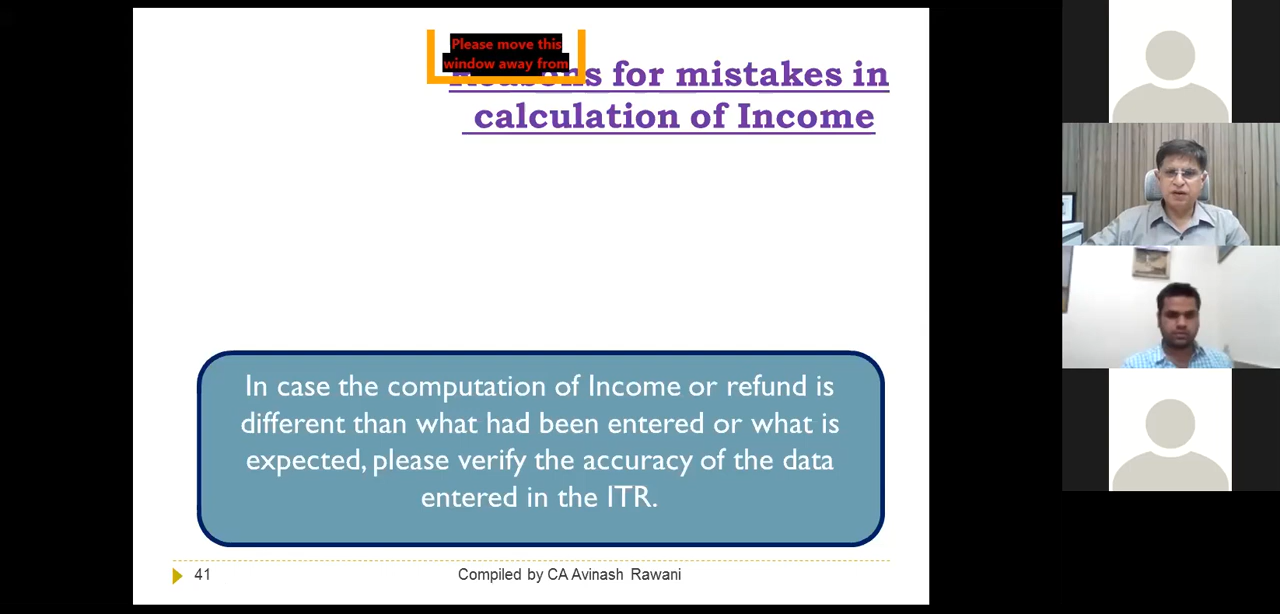 Please move this
window away from
Reasons for mistakes in
calculation of Income
In case the computation of Income or refund is
different than what had been entered or what is
expected, please verify the accuracy of the data
entered in the ITR.
41
Compiled by CA Avinash Rawani